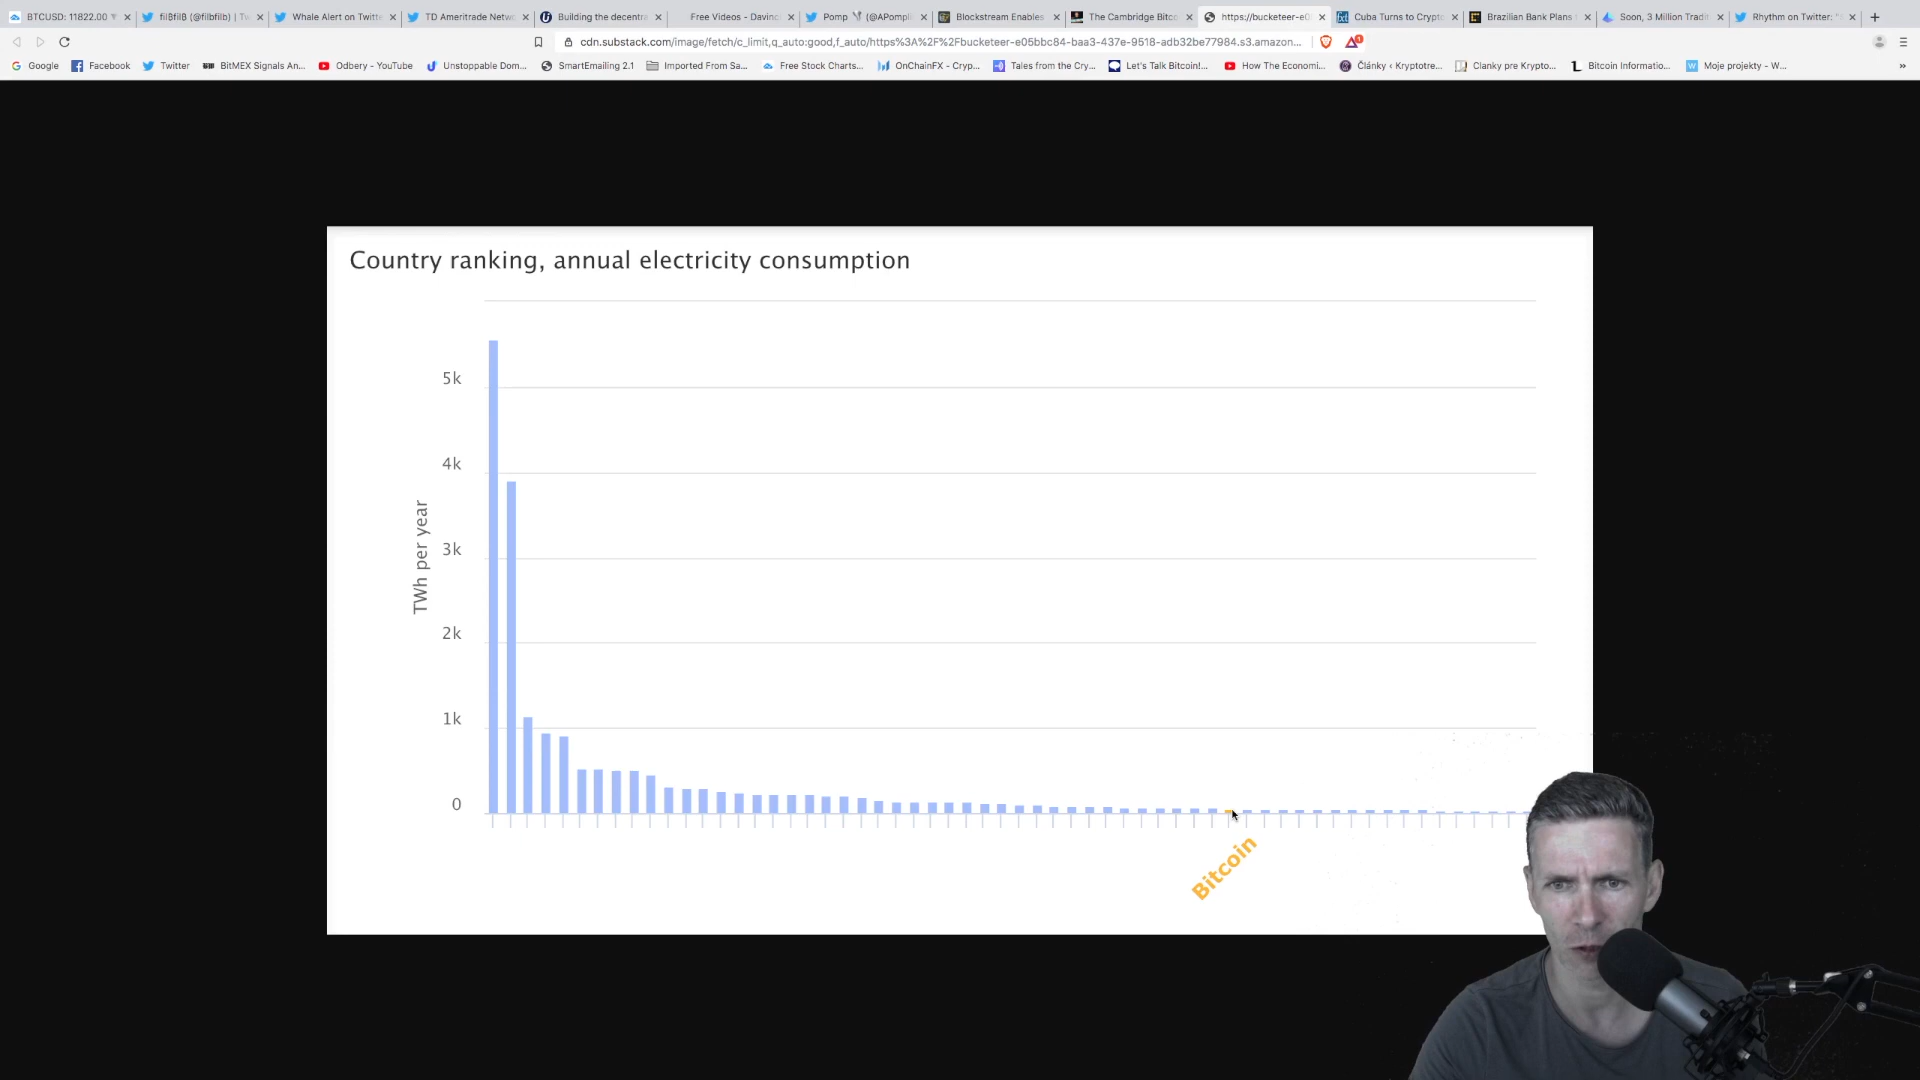 BTCUSD: 11822.00 ▼
filBfilB (@filbfilb) | Tw
Whale Alert on Twitte
TD Ameritrade Netwo
Building the decentra
Free Videos - Davinc
Pomp (@APompli
Blockstream Enables
The Cambridge Bitco
https://bucketeer-e0
Cuba Turns to Crypto
Brazilian Bank Plans
Soon, 3 Million Tradi
Rhythm on Twitter: "
cdn.substack.com/image/fetch/c_limit,q_auto:good,f_auto/https%3A%2F%2Fbucketeer-e05bbc84-baa3-437e-9518-adb32be77984.s3.amazon...
Google
Facebook
Twitter
BitMEX Signals An...
Odbery - YouTube
Unstoppable Dom...
SmartEmailing 2.1
Imported From Sa...
Free Stock Charts...
OnChainFX - Cryp...
Tales from the Cry...
Let's Talk Bitcoin!...
How The Economi...
Články ‹ Kryptotre...
Clanky pre Krypto...
Bitcoin Informatio...
Moje projekty - W...
»
Country ranking, annual electricity consumption
5k
4k
3k
2k
1k
0
TWh per year
Bitcoin